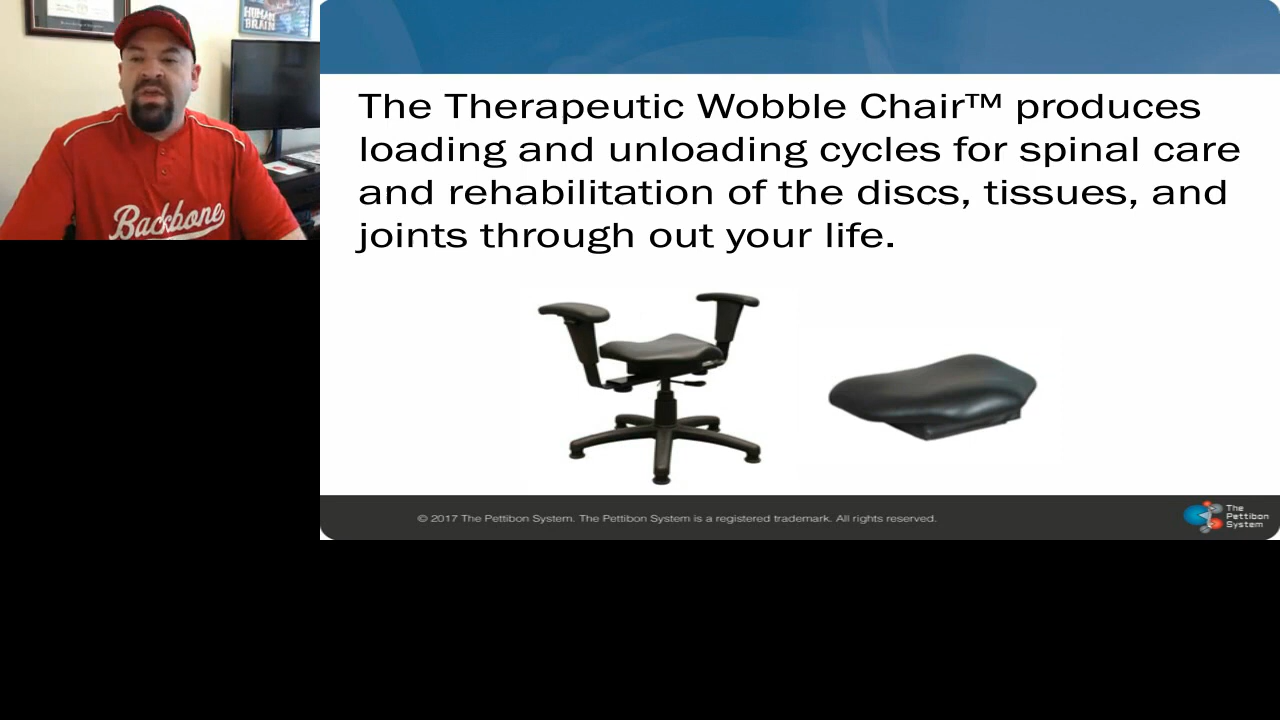 HUMAN
BRAIN
Backbone
The Therapeutic Wobble Chair™ produces
loading and unloading cycles for spinal care
and rehabilitation of the discs, tissues, and
joints through out your life.
© 2017 The Pettibon System. The Pettibon System is a registered trademark. All rights reserved.
The
Pettibon
System